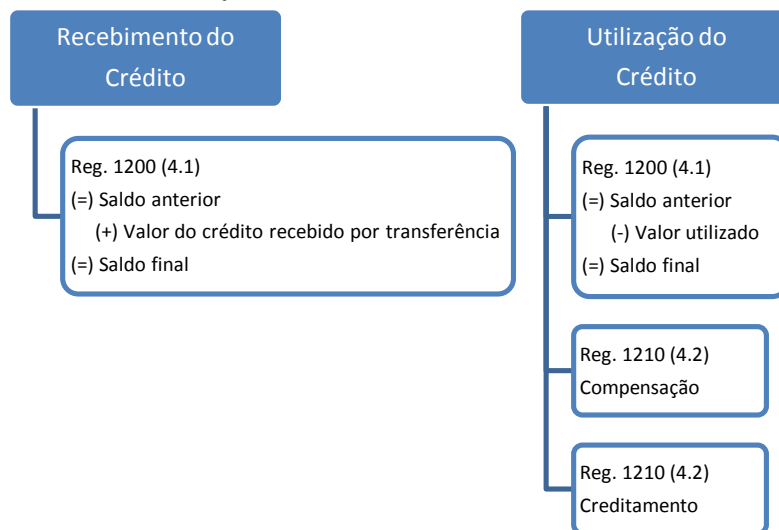 Recebimento do
Crédito
Reg. 1200 (4.1)
(=) Saldo anterior
(+) Valor do crédito recebido por transferência
(=) Saldo final
Utilização do
Crédito
Reg. 1200 (4.1)
(=) Saldo anterior
(-) Valor utilizado
(=) Saldo final
Reg. 1210 (4.2)
Compensação
Reg. 1210 (4.2)
Creditamento